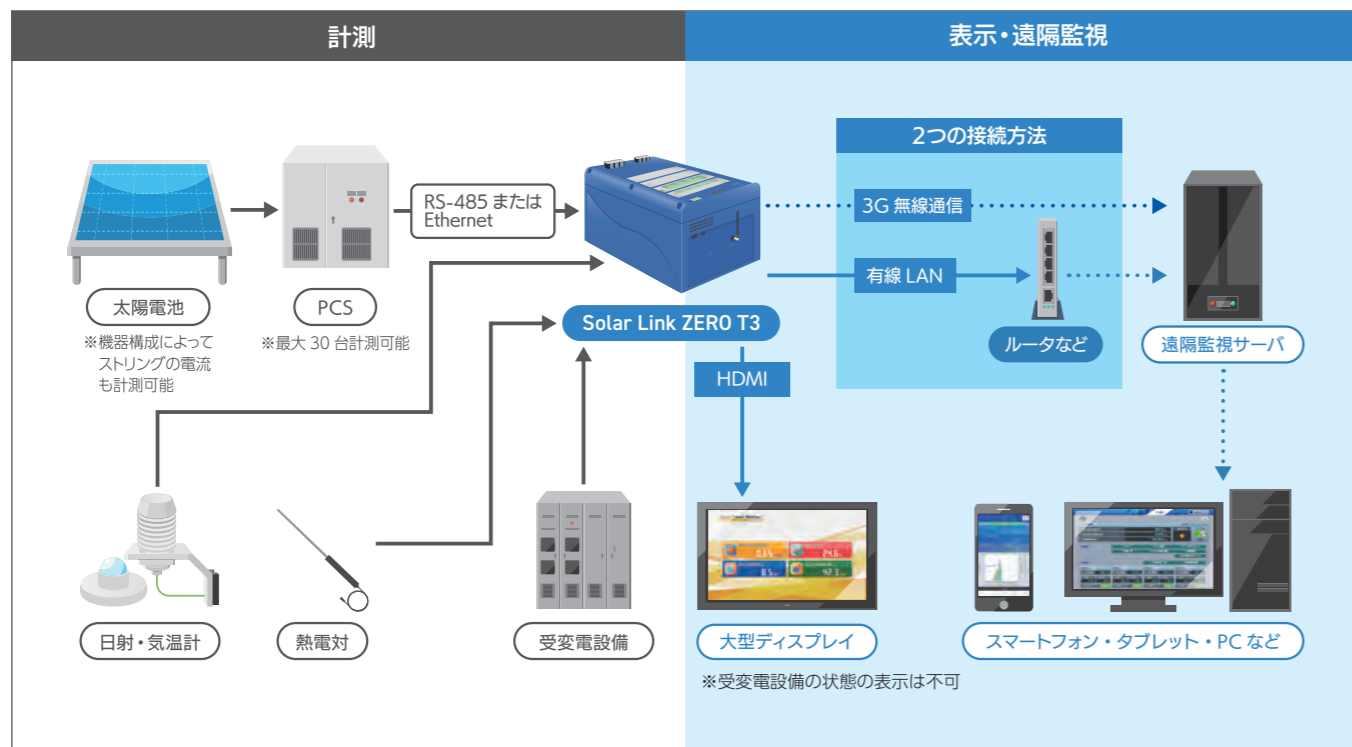 計測
表示・遠隔監視
2つの接続方法
RS-485 または
Ethernet
3G 無線通信
有線 LAN
太陽電池
※機器構成によって
ストリングの電流
も計測可能
PCS
※最大 30 台計測可能
Solar Link ZERO T3
ルータなど
遠隔監視サーバ
HDMI
日射・気温計
熱電対
受変電設備
大型ディスプレイ
※受変電設備の状態の表示は不可
スマートフォン・タブレット・PC など